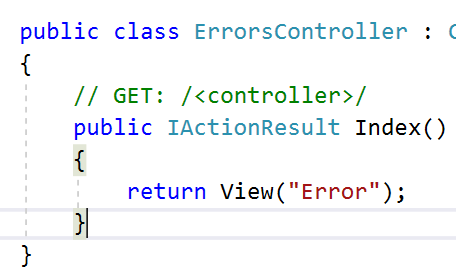 public class ErrorsController :
{
// GET: /<controller>/
public IActionResult Index()
{
return View("Error");
}
}